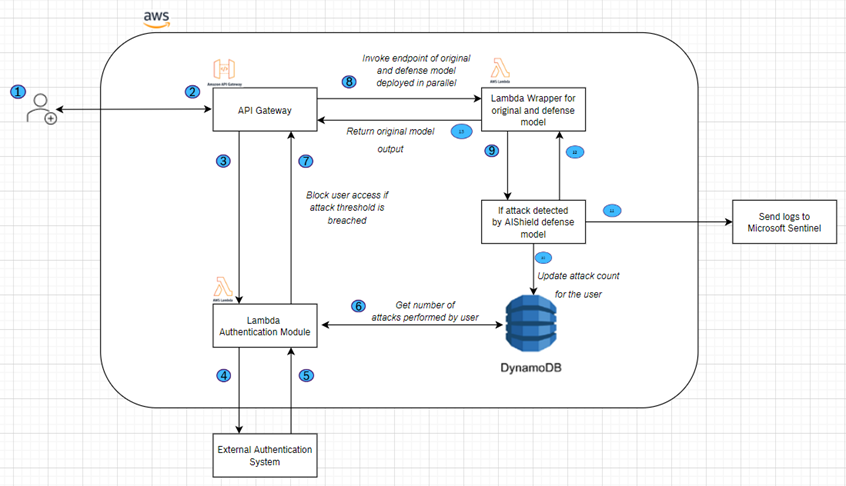 aws
1
2
Amazon API Gateway
API Gateway
8
Invoke endpoint of original
and defense model
deployed in parallel
AWS Lambda
Lambda Wrapper for
original and defense
model
Return original model
output
13
3
7
9
12
Block user access if
attack threshold is
breached
If attack detected
by AIShield defense
model
11
Send logs to
Microsoft Sentinel
Update attack count
for the user
AWS Lambda
Lambda
Authentication Module
6
Get number of
attacks performed by user
DynamoDB
4
5
External Authentication
System